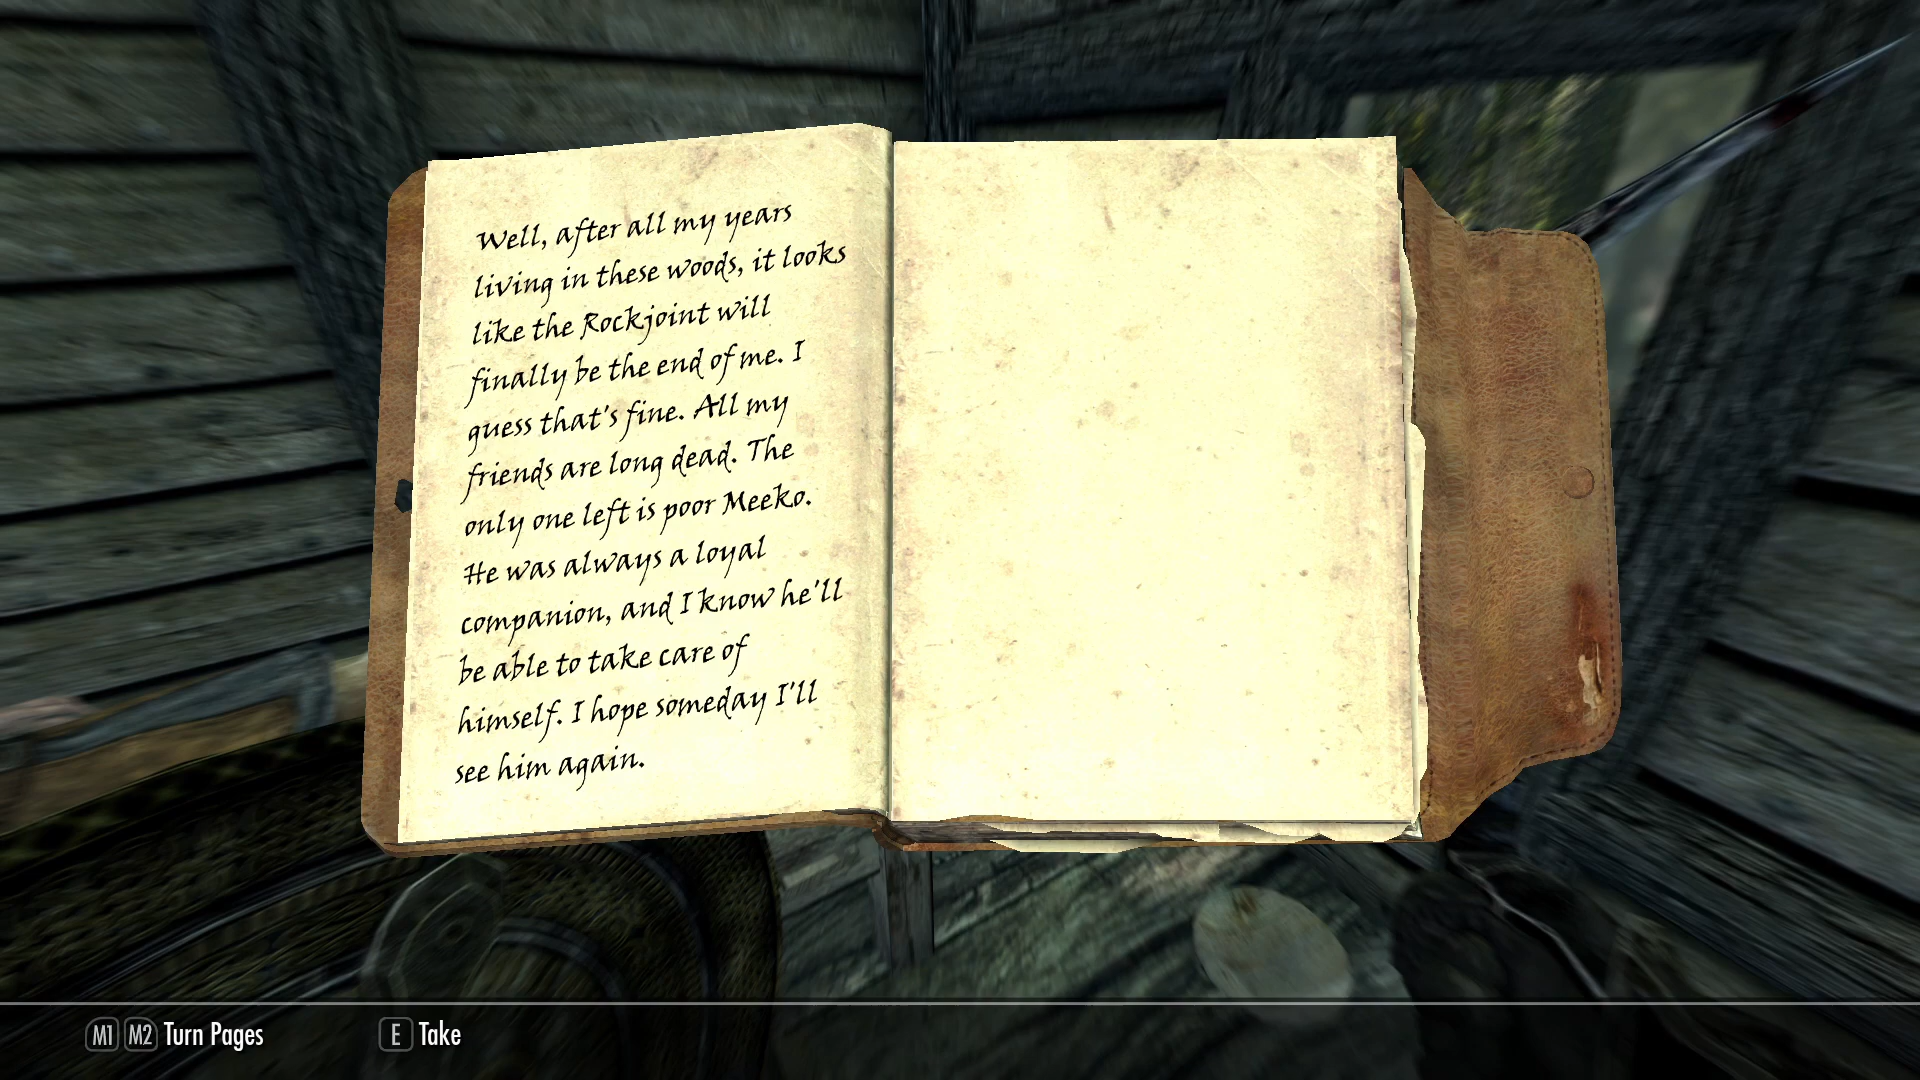 Well, after all my years
living in these woods, it looks
like the Rockjoint will
finally be the end of me. I
guess that's fine. All my
friends are long dead. The
only one left is poor Meeko.
He was always a loyal
companion, and I know he'll
be able to take care of
himself. I hope someday I'll
see him again.
M1 M2 Turn Pages
E Take